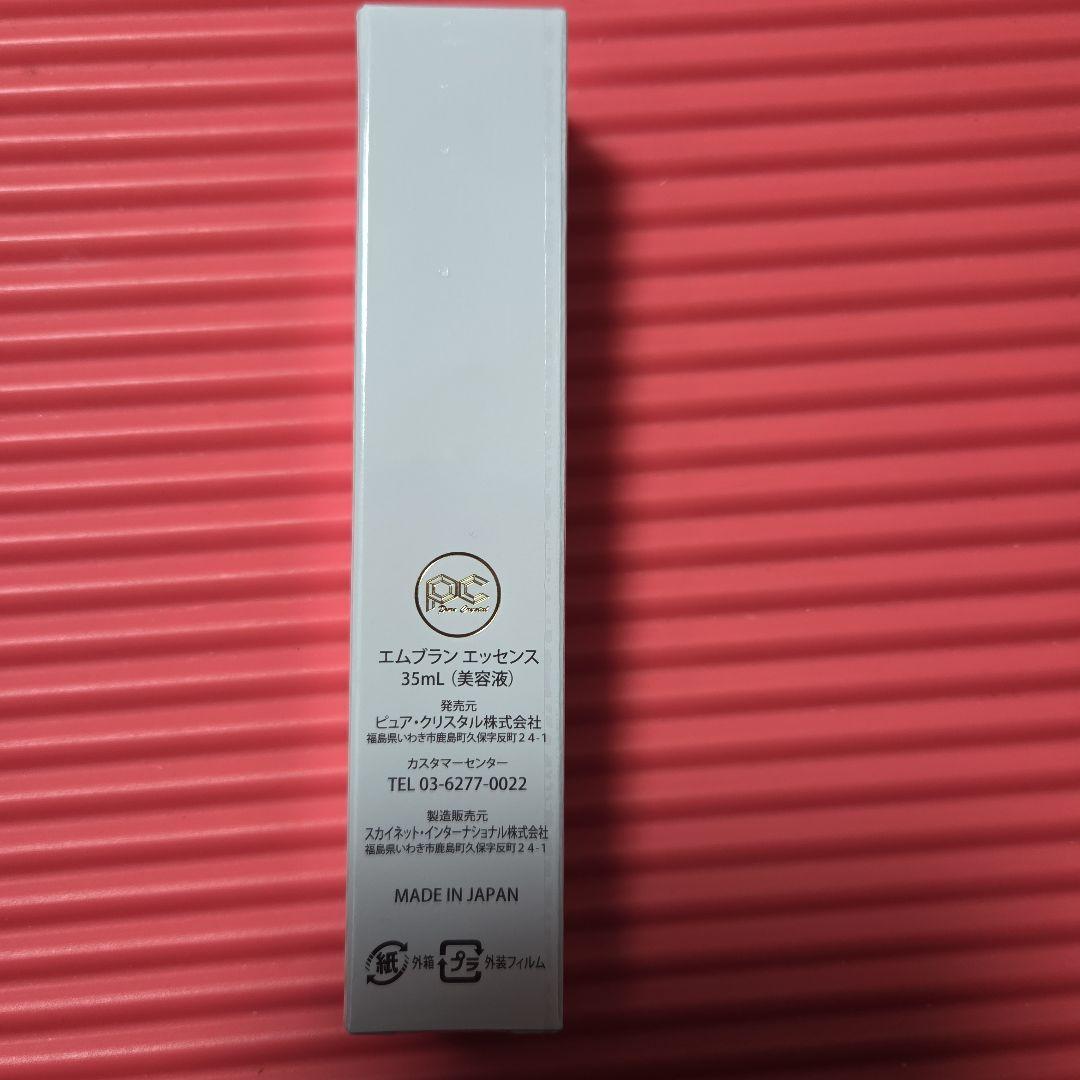 PC
Pure Crystal
エムブラン エッセンス
35mL（美容液）
発売元
ピュア・クリスタル株式会社
福島県いわき市鹿島町久保字反町２４-１
カスタマーセンター
TEL 03-6277-0022
製造販売元
スカイネット・インターナショナル株式会社
福島県いわき市鹿島町久保字反町２４-１
MADE IN JAPAN
紙 外箱 プラ 外装フィルム